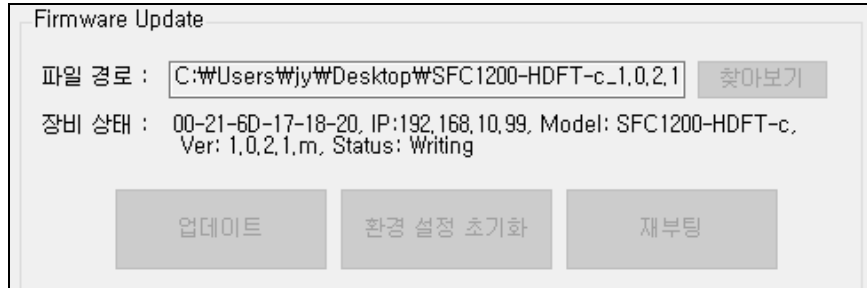 Firmware Update
파일 경로 : C:₩Users₩jy₩Desktop₩SFC1200-HDFT-c_1,0,2,1 찾아보기
장비 상태 : 00-21-6D-17-18-20, IP:192,168,10,99, Model: SFC1200-HDFT-c,
Ver: 1,0,2,1,m, Status: Writing
업데이트 환경 설정 초기화 재부팅